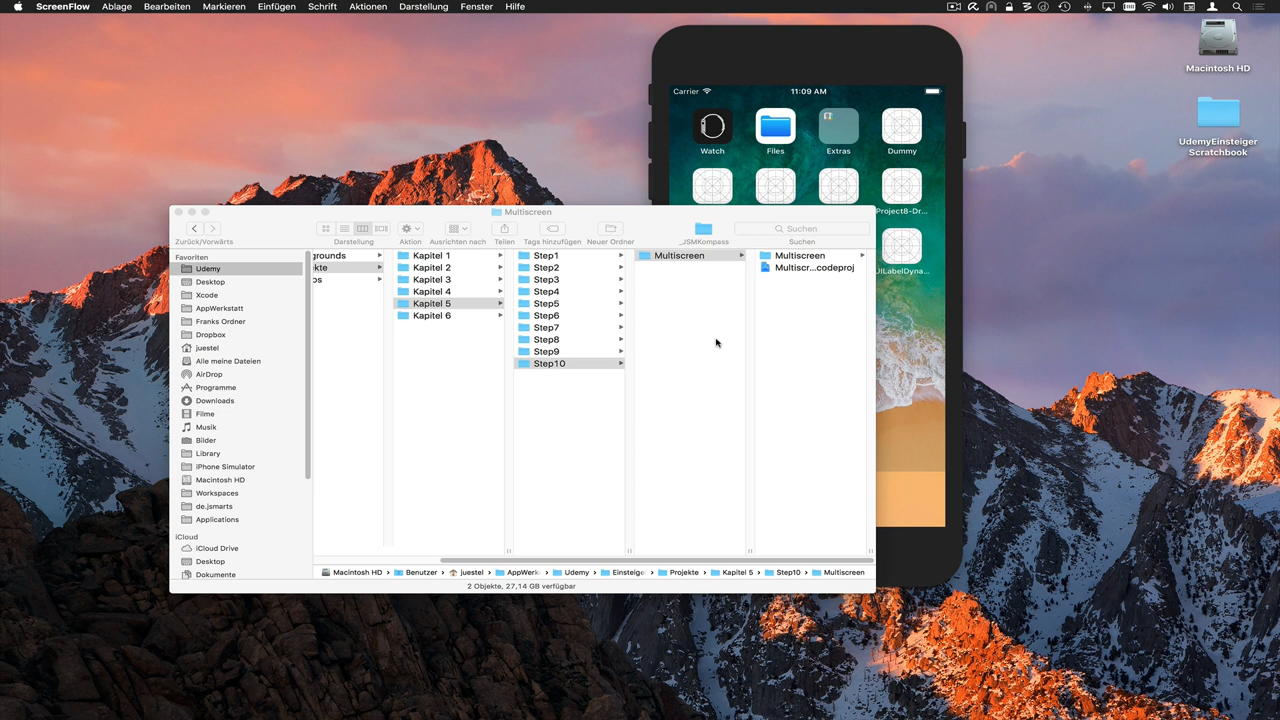 ScreenFlow Ablage Bearbeiten Markieren Einfügen Schrift Aktionen Darstellung Fenster Hilfe
Macintosh HD
UdemyEinsteiger
Scratchbook
Carrier 11:09 AM
Watch Files Extras Dummy
Project8-Dr...
UILabelDyna...
Multiscreen
Suchen
Zurück/Vorwärts Darstellung Aktion Ausrichten nach Teilen Tags hinzufügen Neuer Ordner _JSMKompass Suchen
Favoriten
Udemy
Desktop
Xcode
AppWerkstatt
Franks Ordner
Dropbox
juestel
Alle meine Dateien
AirDrop
Programme
Downloads
Filme
Musik
Bilder
Library
iPhone Simulator
Macintosh HD
Workspaces
de.jsmarts
Applications
iCloud
iCloud Drive
Desktop
Dokumente
grounds
kte
os
Kapitel 1
Kapitel 2
Kapitel 3
Kapitel 4
Kapitel 5
Kapitel 6
Step1
Step2
Step3
Step4
Step5
Step6
Step7
Step8
Step9
Step10
Multiscreen
Multiscreen
Multiscr...codeproj
Macintosh HD Benutzer juestel AppWerk Udemy Einsteige Projekte Kapitel 5 Step10 Multiscreen
2 Objekte, 27,14 GB verfügbar